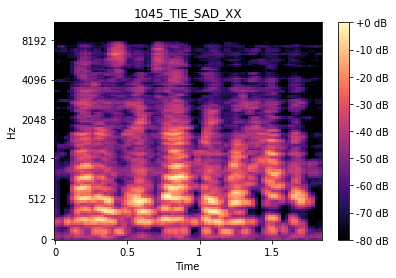 1045_TIE_SAD_XX
+0 dB
8192
-10 dB
4096
-20 dB
-30 dB
2048
Hz
-40 dB
1024
-50 dB
512
-60 dB
-70 dB
0
-80 dB
0
0.5
1
1.5
Time